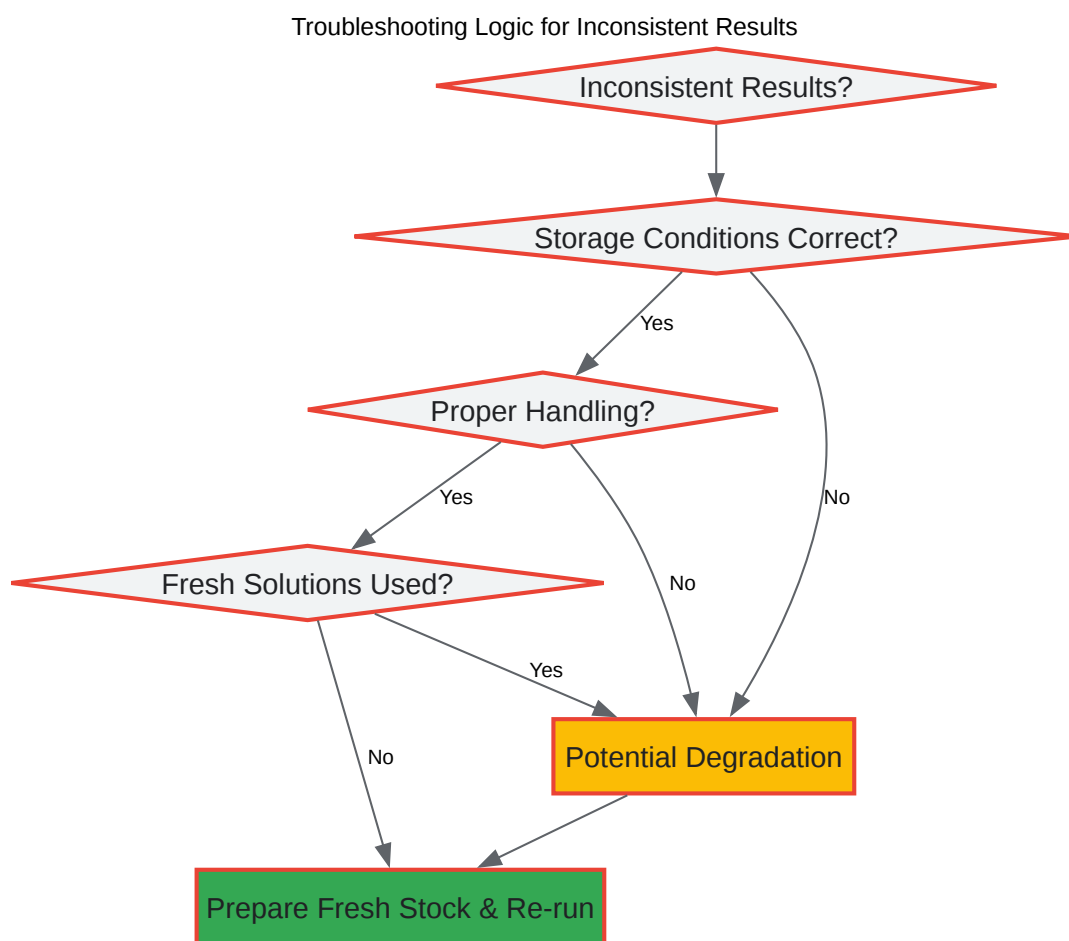 Troubleshooting Logic for Inconsistent Results
Inconsistent Results?
Storage Conditions Correct?
Yes
Proper Handling?
Yes
No
Fresh Solutions Used?
No
Yes
No
Potential Degradation
Prepare Fresh Stock & Re-run